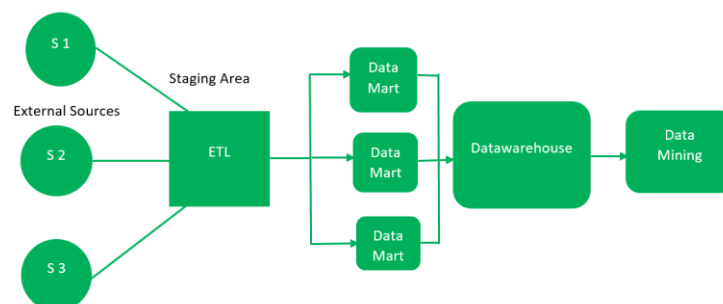 S 1
Staging Area
External Sources
S 2
S 3
ETL
Data
Mart
Data
Mart
Data
Mart
Datawarehouse
Data
Mining